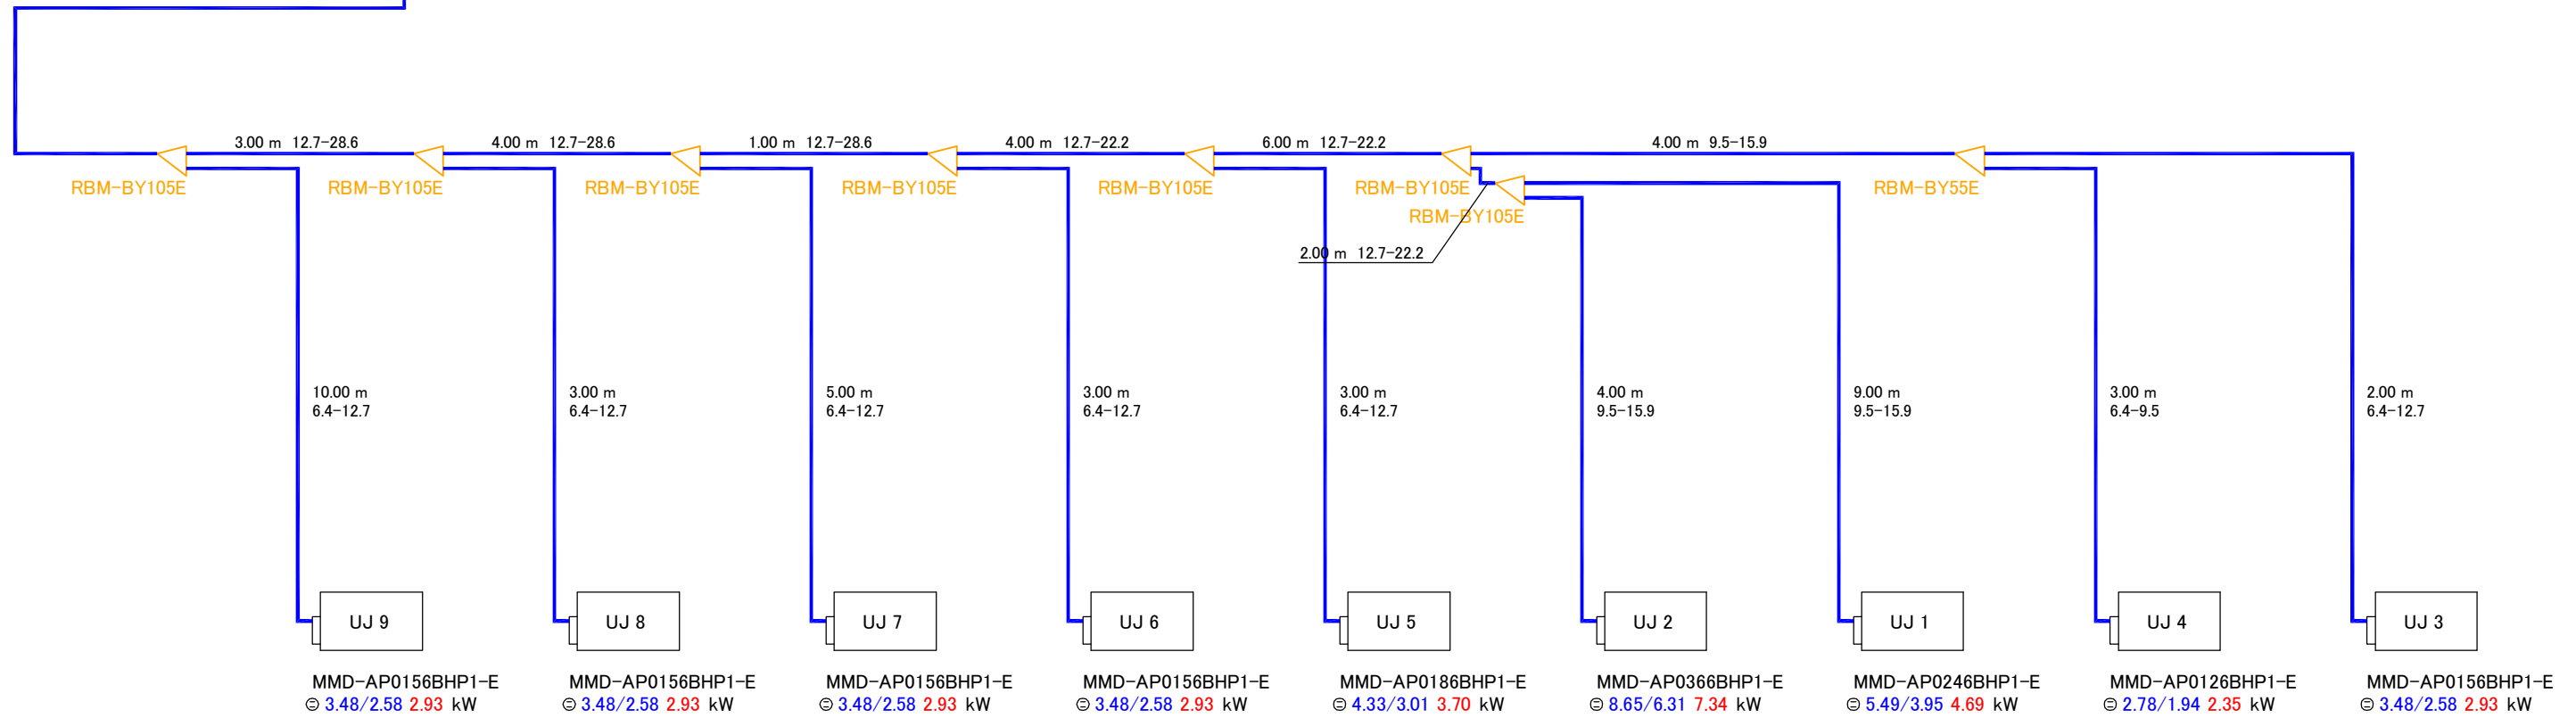 3.00 m 12.7-28.6
4.00 m 12.7-28.6
1.00 m 12.7-28.6
4.00 m 12.7-22.2
6.00 m 12.7-22.2
4.00 m 9.5-15.9
RBM-BY105E
RBM-BY105E
RBM-BY105E
RBM-BY105E
RBM-BY105E
RBM-BY105E
RBM-BY55E
RBM-BY105E
2.00 m 12.7-22.2
10.00 m
6.4-12.7
3.00 m
6.4-12.7
5.00 m
6.4-12.7
3.00 m
6.4-12.7
3.00 m
6.4-12.7
4.00 m
9.5-15.9
9.00 m
9.5-15.9
3.00 m
6.4-9.5
2.00 m
6.4-12.7
UJ 9
UJ 8
UJ 7
UJ 6
UJ 5
UJ 2
UJ 1
UJ 4
UJ 3
MMD-AP0156BHP1-E
3.48/2.58 2.93 kW
MMD-AP0156BHP1-E
3.48/2.58 2.93 kW
MMD-AP0156BHP1-E
3.48/2.58 2.93 kW
MMD-AP0156BHP1-E
3.48/2.58 2.93 kW
MMD-AP0186BHP1-E
4.33/3.01 3.70 kW
MMD-AP0366BHP1-E
8.65/6.31 7.34 kW
MMD-AP0246BHP1-E
5.49/3.95 4.69 kW
MMD-AP0126BHP1-E
2.78/1.94 2.35 kW
MMD-AP0156BHP1-E
3.48/2.58 2.93 kW